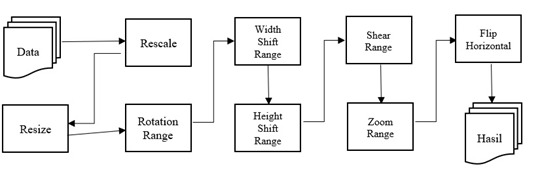 Data
Rescale
Resize
Rotation
Range
Width
Shift
Range
Height
Shift
Range
Shear
Range
Zoom
Range
Flip
Horizontal
Hasil